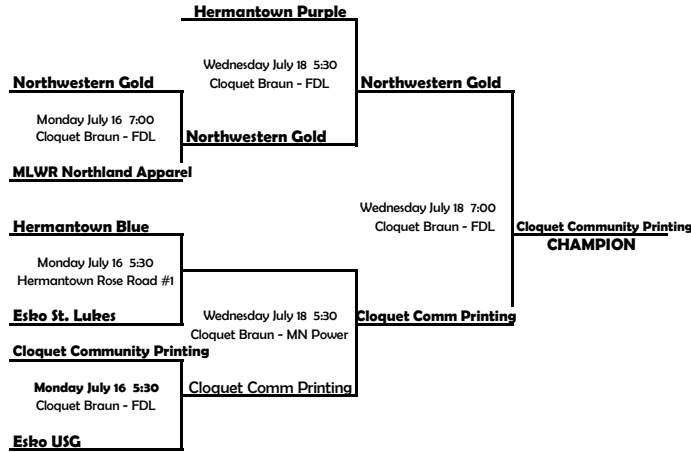 Hermantown Purple
Wednesday July 18 5:30
Cloquet Braun - FDL
Northwestern Gold
Northwestern Gold
Monday July 16 7:00
Cloquet Braun - FDL
Northwestern Gold
MLWR Northland Apparel
Wednesday July 18 7:00
Cloquet Braun - FDL
Cloquet Community Printing
CHAMPION
Hermantown Blue
Monday July 16 5:30
Hermantown Rose Road #1
Esko St. Lukes
Wednesday July 18 5:30
Cloquet Braun - MN Power
Cloquet Comm Printing
Cloquet Community Printing
Monday July 16 5:30
Cloquet Braun - FDL
Cloquet Comm Printing
Esko USG